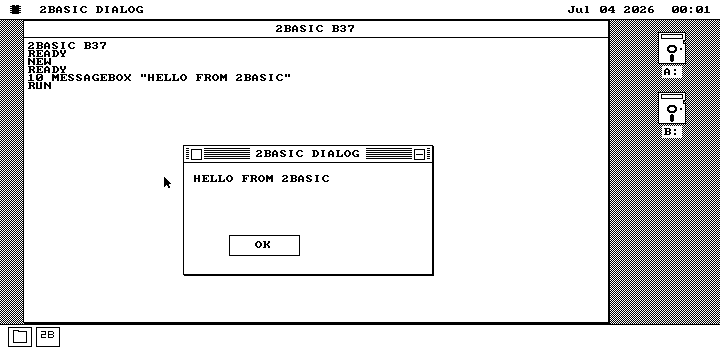 2BASIC DIALOG
Jul 04 2026 00:01
2BASIC B37
2BASIC B37
READY
NEW
READY
10 MESSAGEBOX "HELLO FROM 2BASIC"
RUN
2BASIC DIALOG
HELLO FROM 2BASIC
OK
A:
B:
2B